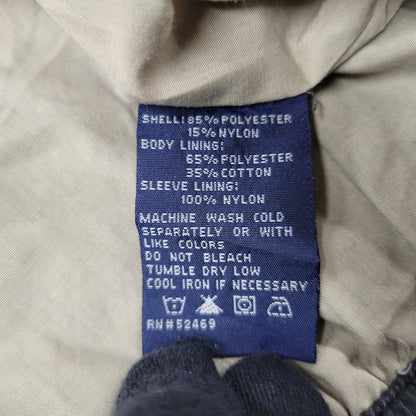 SHELL: 85% POLYESTER
15% NYLON
BODY LINING:
65% POLYESTER
35% COTTON
SLEEVE LINING:
100% NYLON
MACHINE WASH COLD
SEPARATELY OR WITH
LIKE COLORS
DO NOT BLEACH
TUMBLE DRY LOW
COOL IRON IF NECESSARY
RN#52469